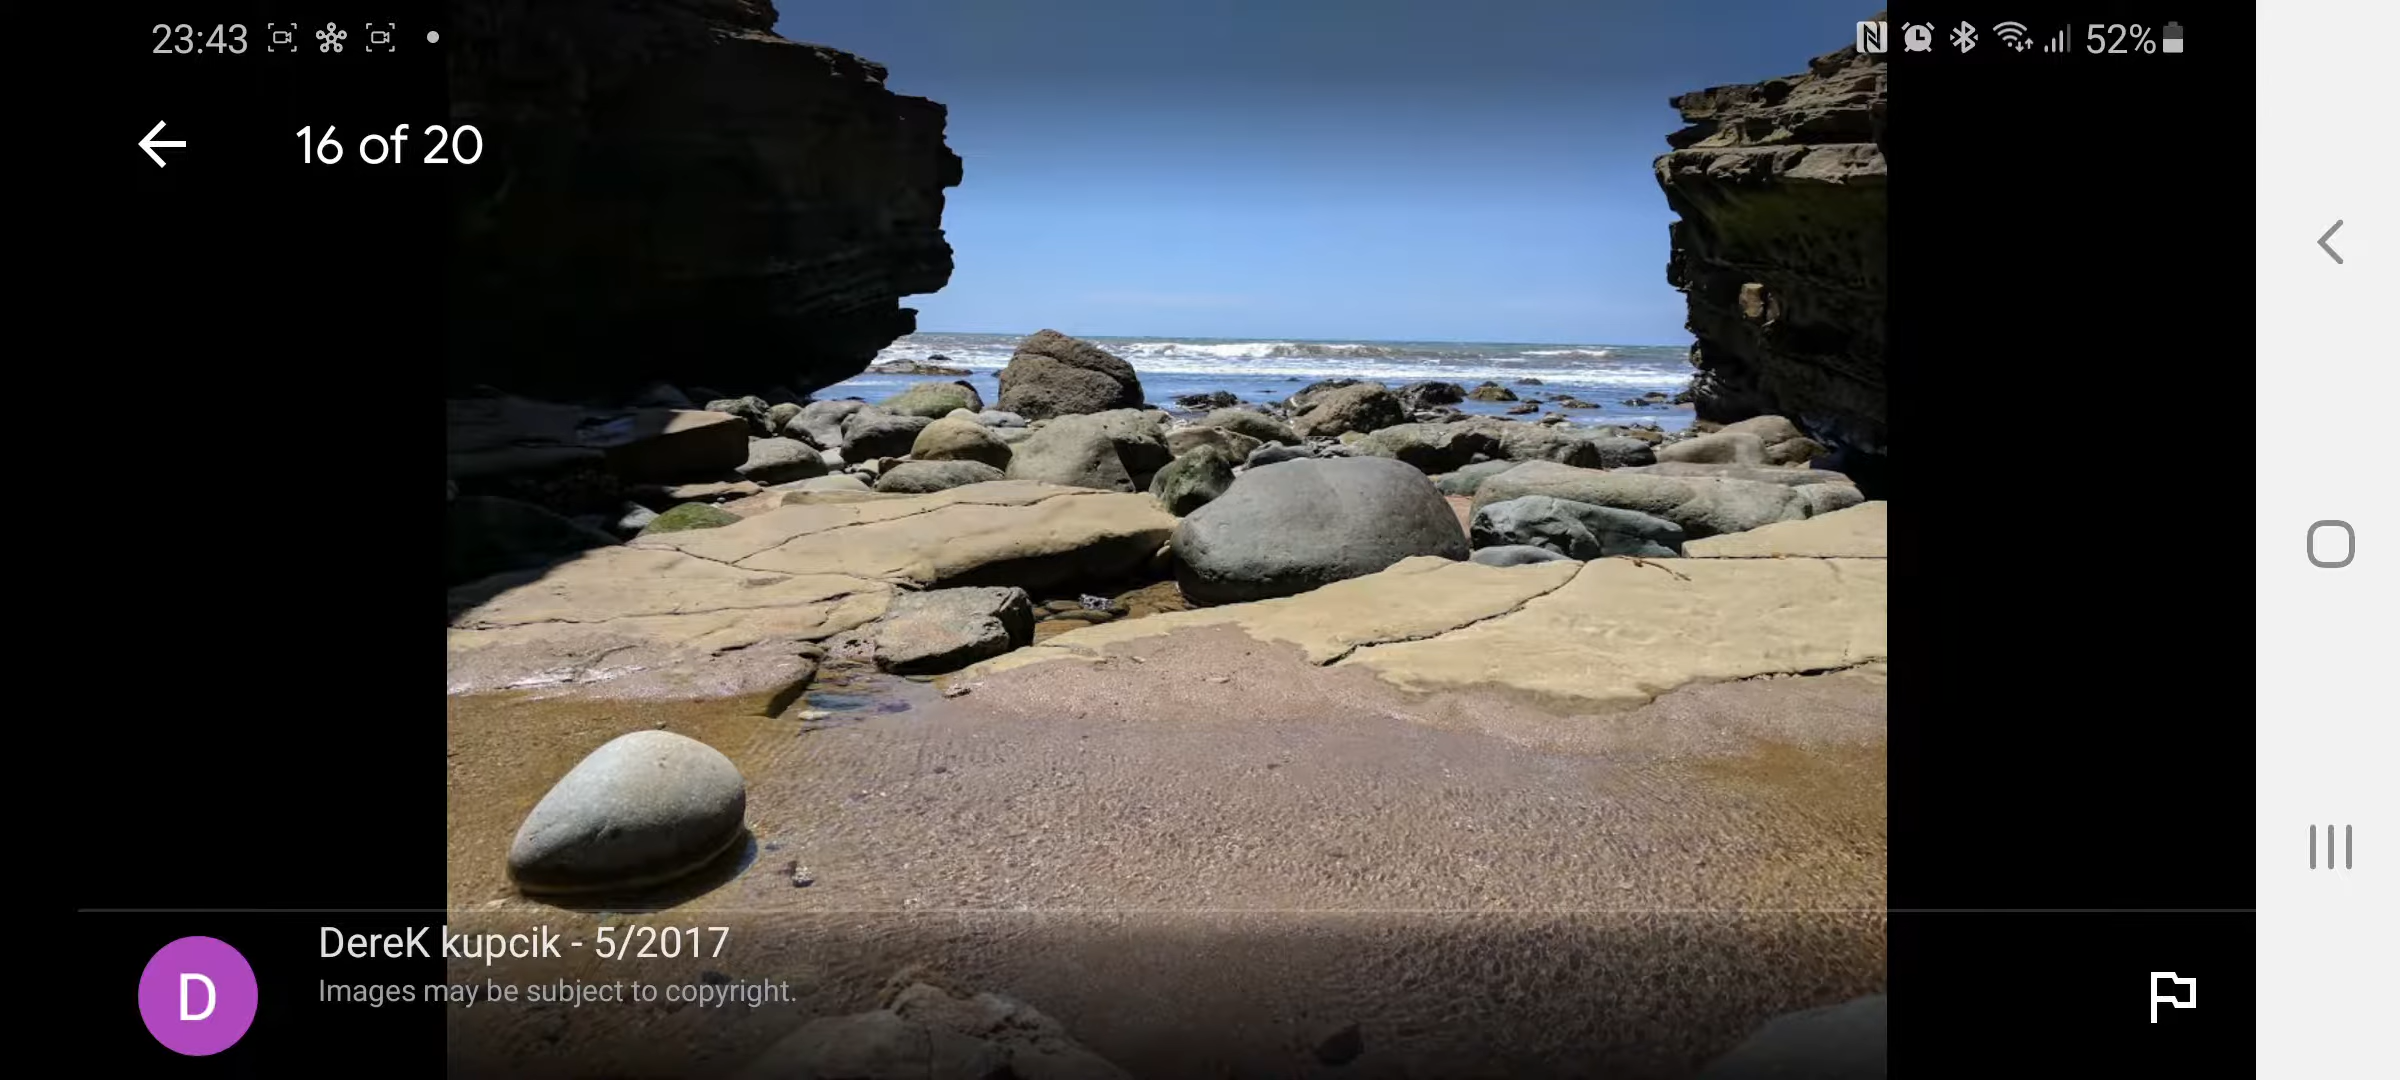 23:43
52%
16 of 20
DereK kupcik - 5/2017
Images may be subject to copyright.
D